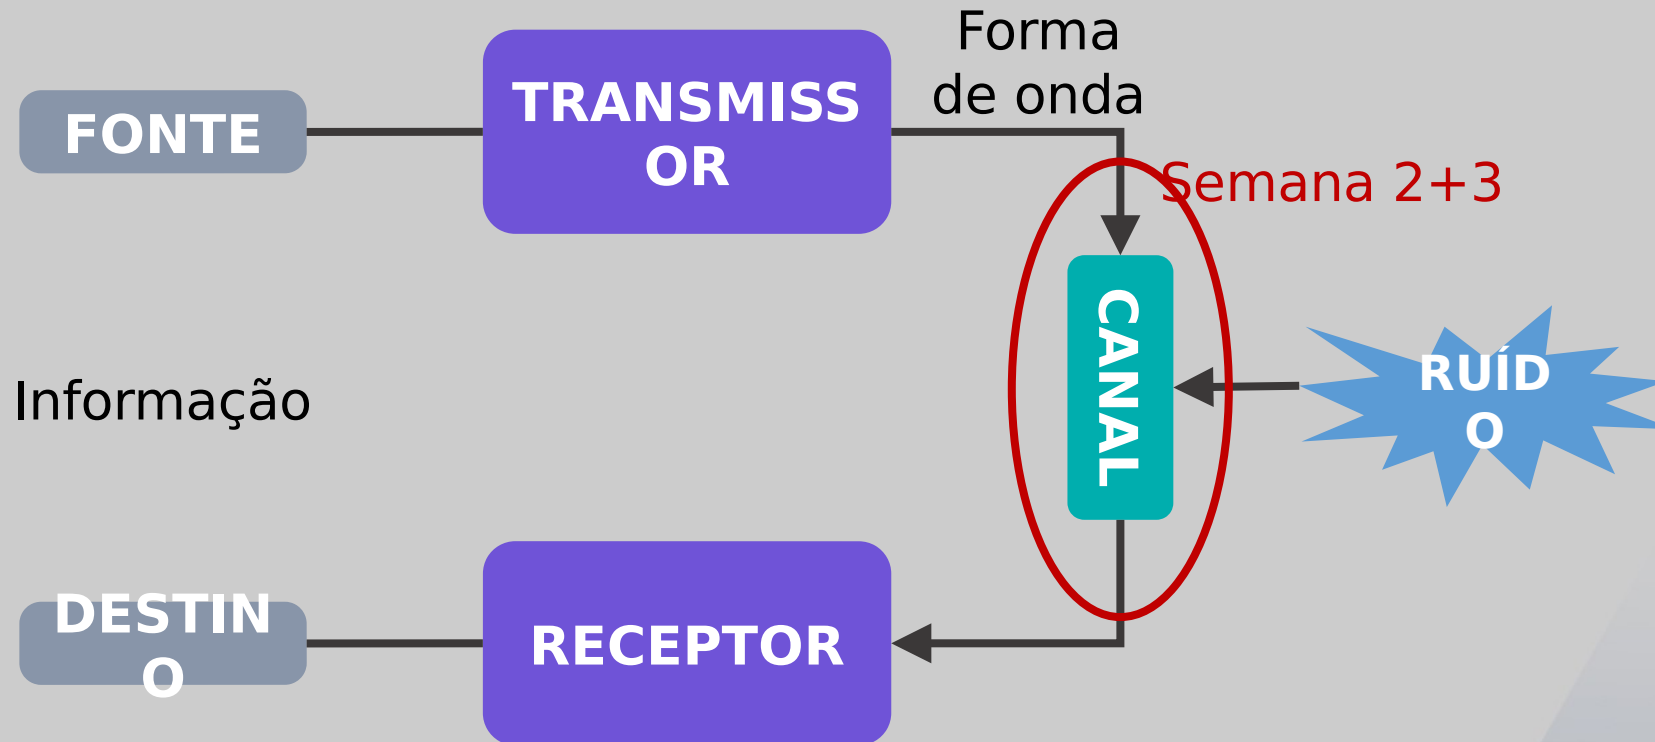 Forma
de onda
FONTE
TRANSMISS
OR
Semana 2+3
CANAL
RUÍD
O
Informação
DESTIN
O
RECEPTOR